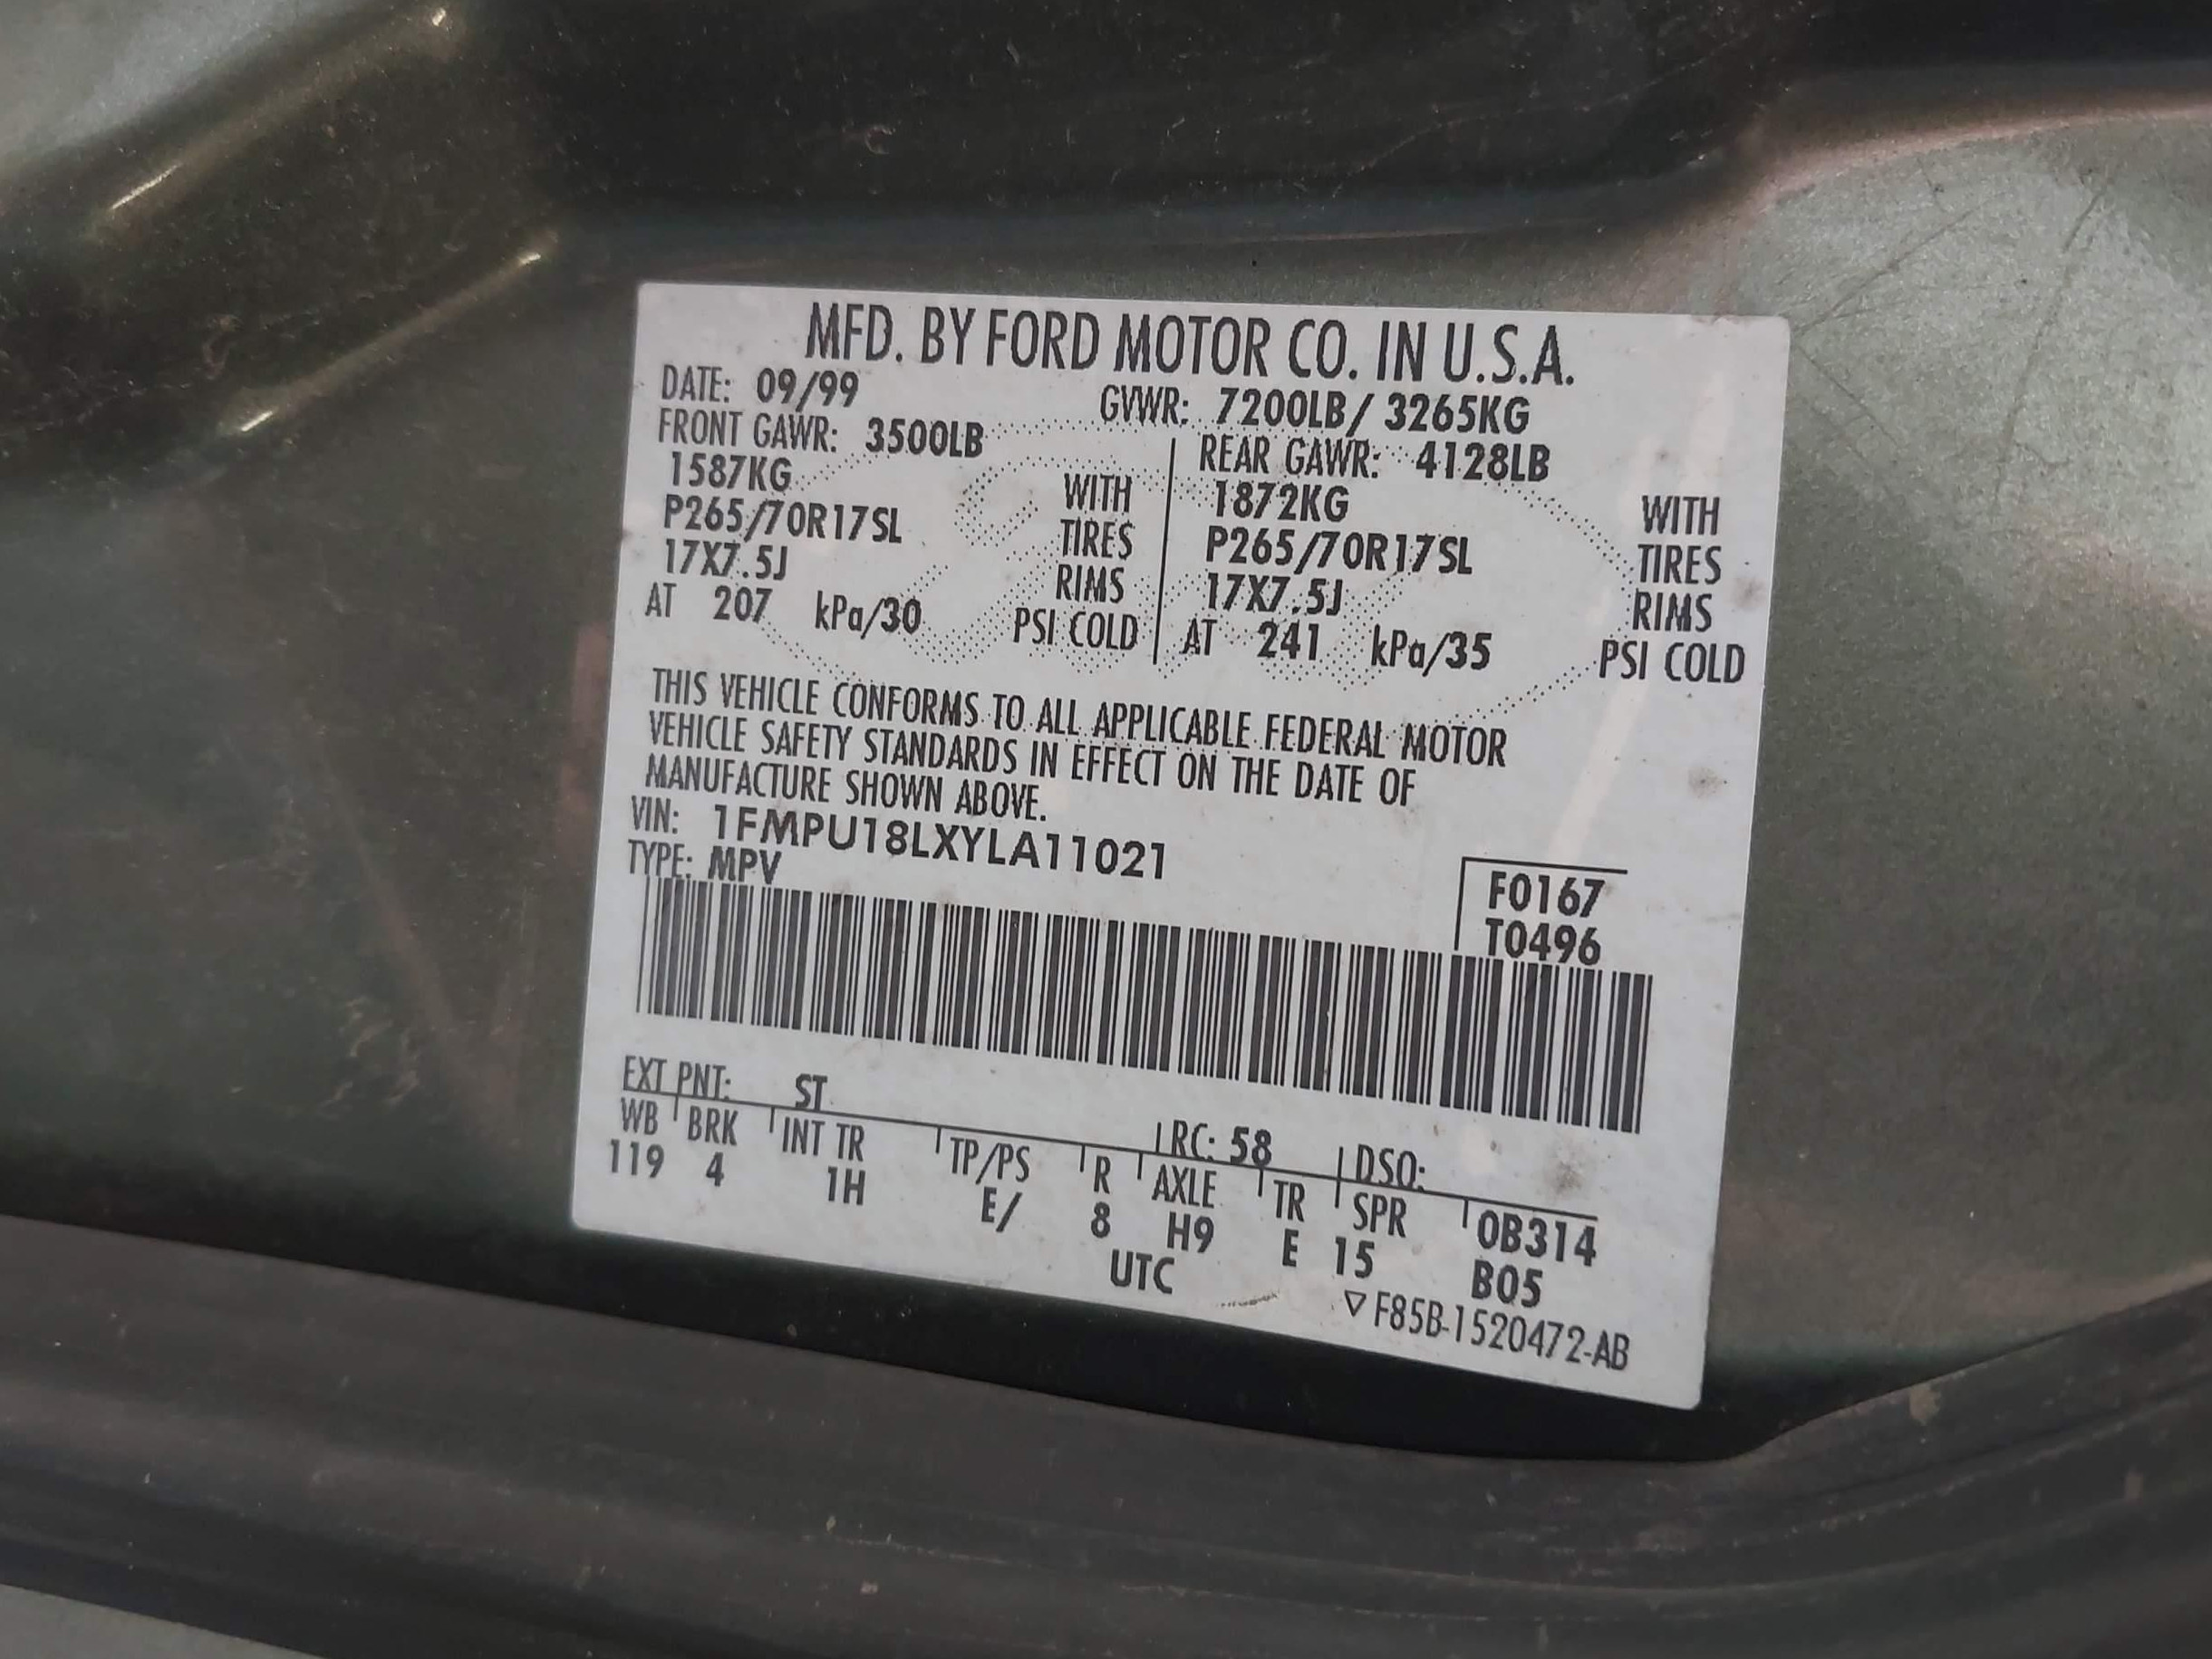 MFD. BY FORD MOTOR CO. IN U.S.A.
DATE: 09/99 GVWR: 7200LB/ 3265KG
FRONT GAWR: 3500LB REAR GAWR: 4128LB
1587KG WITH 1872KG WITH
P265/70R17SL TIRES P265/70R17SL TIRES
17X7.5J RIMS 17X7.5J RIMS
AT 207 kPa/30 PSI COLD AT 241 kPa/35 PSI COLD
THIS VEHICLE CONFORMS TO ALL APPLICABLE FEDERAL MOTOR
VEHICLE SAFETY STANDARDS IN EFFECT ON THE DATE OF
MANUFACTURE SHOWN ABOVE.
VIN: 1FMPU18LXYLA11021
TYPE: MPV
F0167
T0496
EXT PNT: ST RC: 58 DSO:
WB BRK INT TR TP/PS R AXLE TR SPR 0B314
119 4 1H E/ 8 H9 E 15 B05
UTC
▽ F85B-1520472-AB